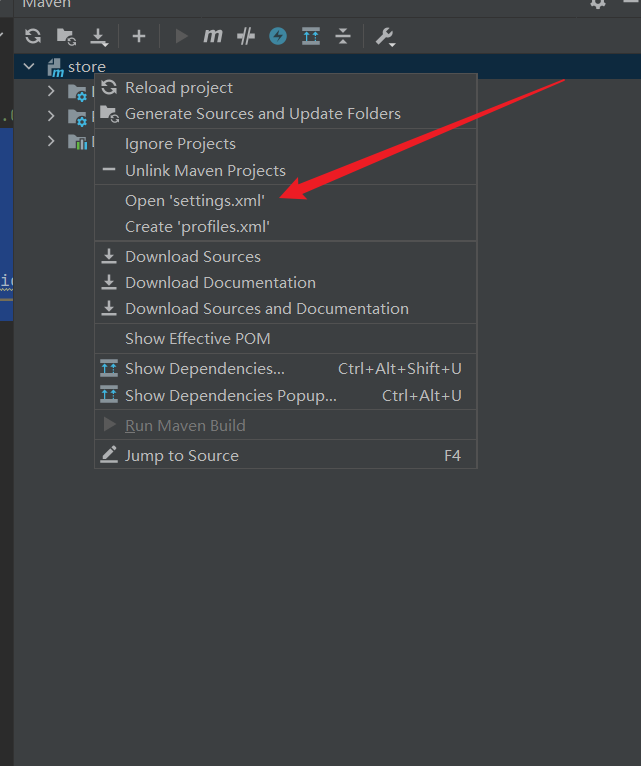 Maven
store
Reload project
Generate Sources and Update Folders
Ignore Projects
Unlink Maven Projects
Open 'settings.xml'
Create 'profiles.xml'
Download Sources
Download Documentation
Download Sources and Documentation
Show Effective POM
Show Dependencies... Ctrl+Alt+Shift+U
Show Dependencies Popup... Ctrl+Alt+U
Run Maven Build
Jump to Source F4